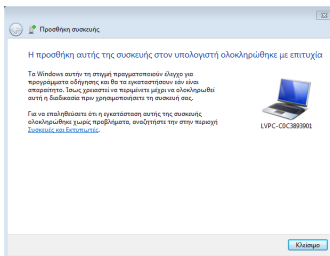 Προσθήκη συσκευής
Η προσθήκη αυτής της συσκευής στον υπολογιστή ολοκληρώθηκε με επιτυχία
Τα Windows αυτήν τη στιγμή πραγματοποιούν έλεγχο για
προγράμματα οδήγησης και θα τα εγκαταστήσουν εάν είναι
απαραίτητο. Ίσως χρειαστεί να περιμένετε μέχρι να ολοκληρωθεί
αυτή η διαδικασία πριν χρησιμοποιήσετε τη συσκευή σας.
Για να επαληθεύσετε ότι η εγκατάσταση αυτής της συσκευής
ολοκληρώθηκε χωρίς προβλήματα, αναζητήστε την στην περιοχή
Συσκευές και Εκτυπωτές.
LVPC-C0C3893901
Κλείσιμο